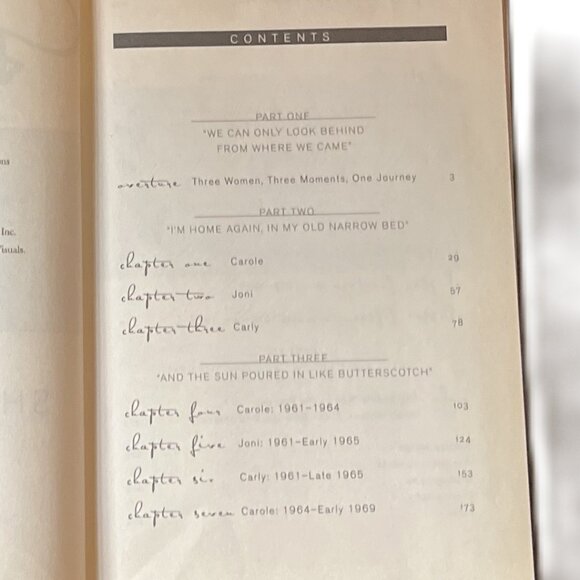 ons
Inc.
Visuals.
CONTENTS
PART ONE
"WE CAN ONLY LOOK BEHIND
FROM WHERE WE CAME"
overture Three Women, Three Moments, One Journey 3
PART TWO
"I'M HOME AGAIN, IN MY OLD NARROW BED"
chapter one Carole 29
chapter two Joni 57
chapter three Carly 78
PART THREE
"AND THE SUN POURED IN LIKE BUTTERSCOTCH"
chapter four Carole: 1961–1964 103
chapter five Joni: 1961–Early 1965 124
chapter six Carly: 1961–Late 1965 153
chapter seven Carole: 1964–Early 1969 173